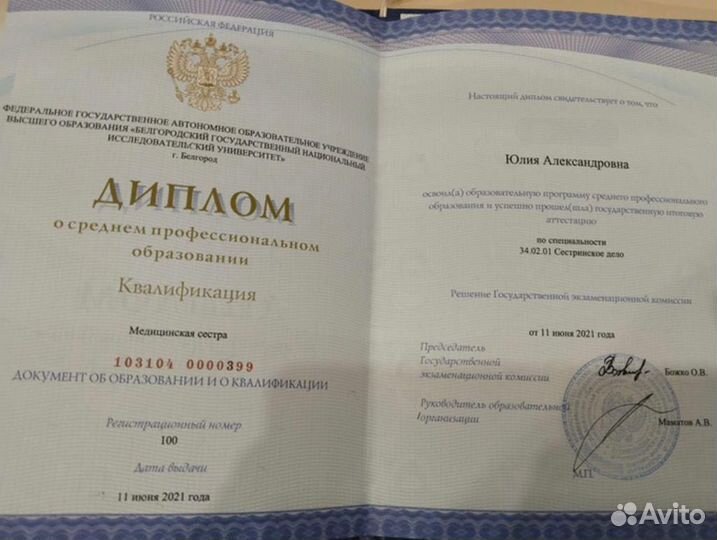 РОССИЙСКАЯ ФЕДЕРАЦИЯ
ФЕДЕРАЛЬНОЕ ГОСУДАРСТВЕННОЕ АВТОНОМНОЕ ОБРАЗОВАТЕЛЬНОЕ УЧРЕЖДЕНИЕ
ВЫСШЕГО ОБРАЗОВАНИЯ «БЕЛГОРОДСКИЙ ГОСУДАРСТВЕННЫЙ НАЦИОНАЛЬНЫЙ
ИССЛЕДОВАТЕЛЬСКИЙ УНИВЕРСИТЕТ»
г. Белгород
ДИПЛОМ
о среднем профессиональном
образовании
Квалификация
Медицинская сестра
103104 0000399
ДОКУМЕНТ ОБ ОБРАЗОВАНИИ И О КВАЛИФИКАЦИИ
Регистрационный номер
100
Дата выдачи
11 июня 2021 года
Настоящий диплом свидетельствует о том, что
Юлия Александровна
освоил(а) образовательную программу среднего профессионального
образования и успешно прошел(шла) государственную итоговую
аттестацию
по специальности
34.02.01 Сестринское дело
Решение Государственной экзаменационной комиссии
от 11 июня 2021 года
Председатель
Государственной
экзаменационной комиссии
Божко О.В.
Руководитель образовательной
организации
Маматов А.В.
М.П.
Avito